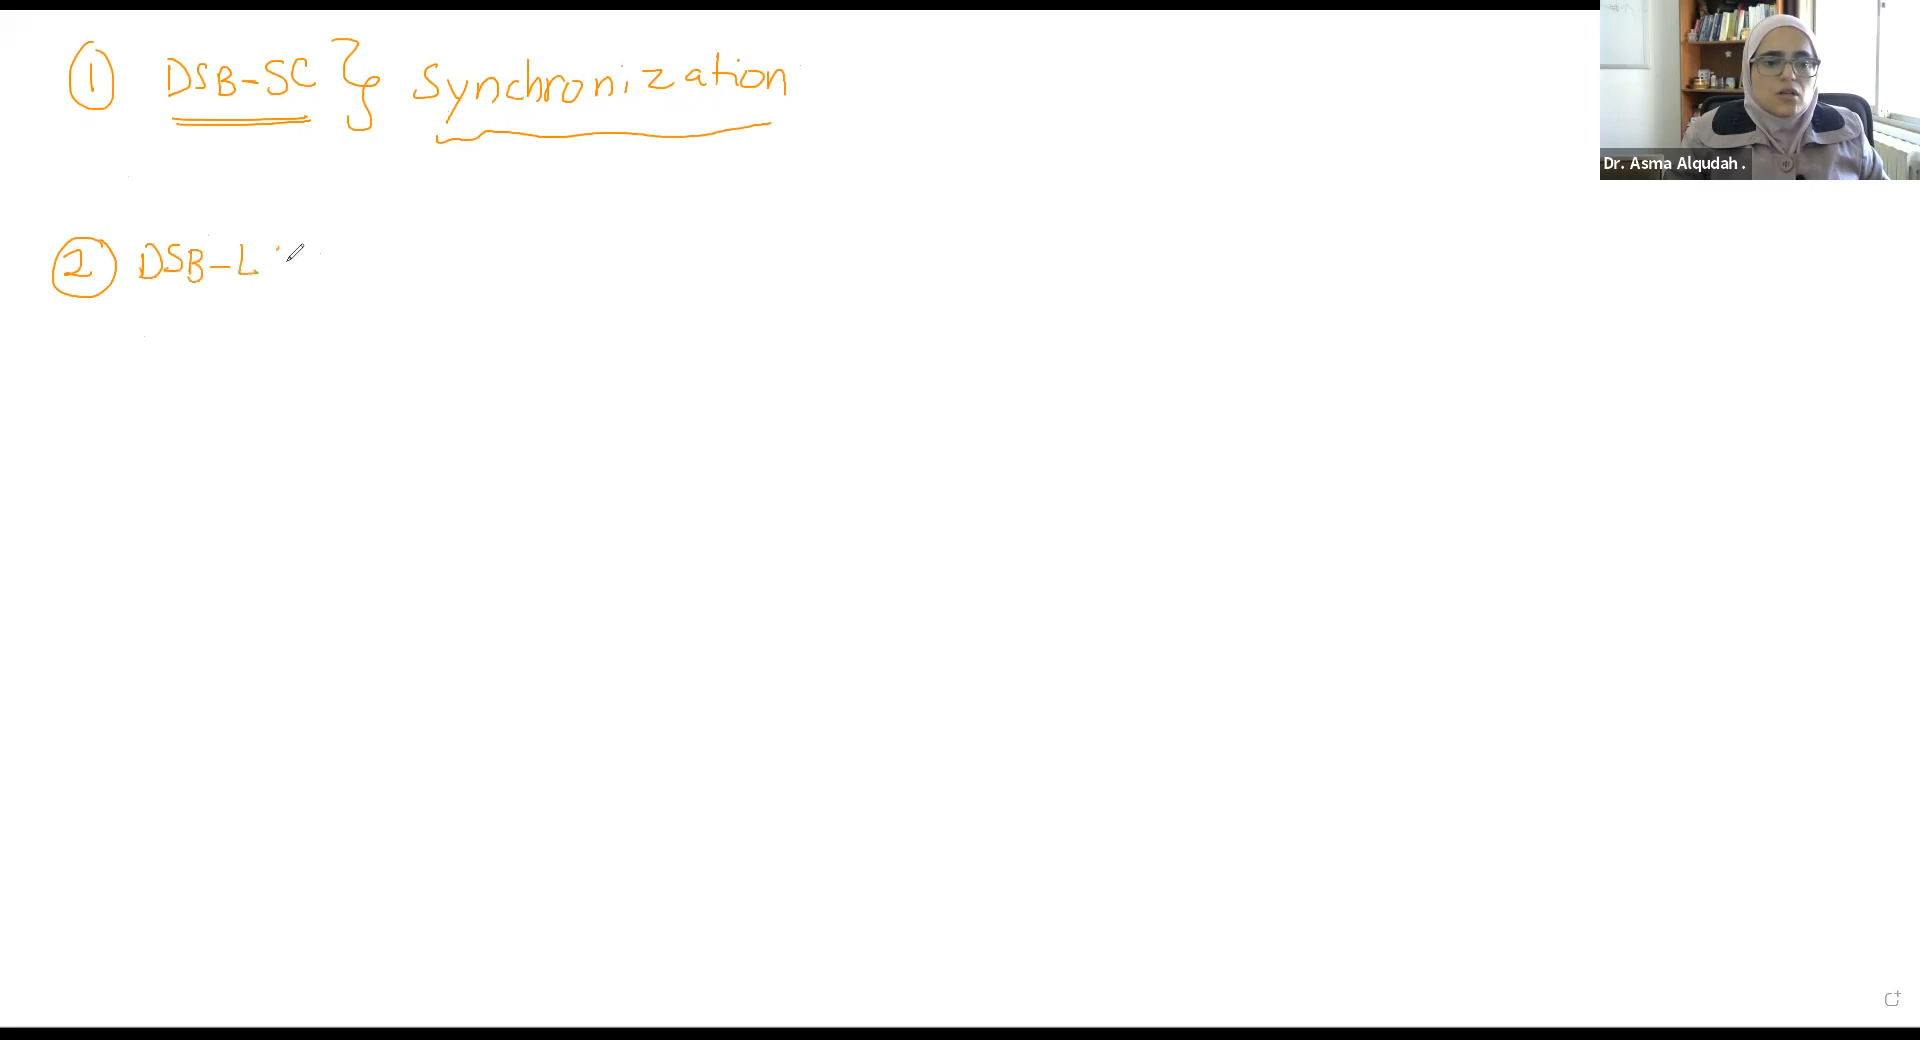 ① DSB-SC } Synchronization
② DSB-L
Dr. Asma Alqudah .